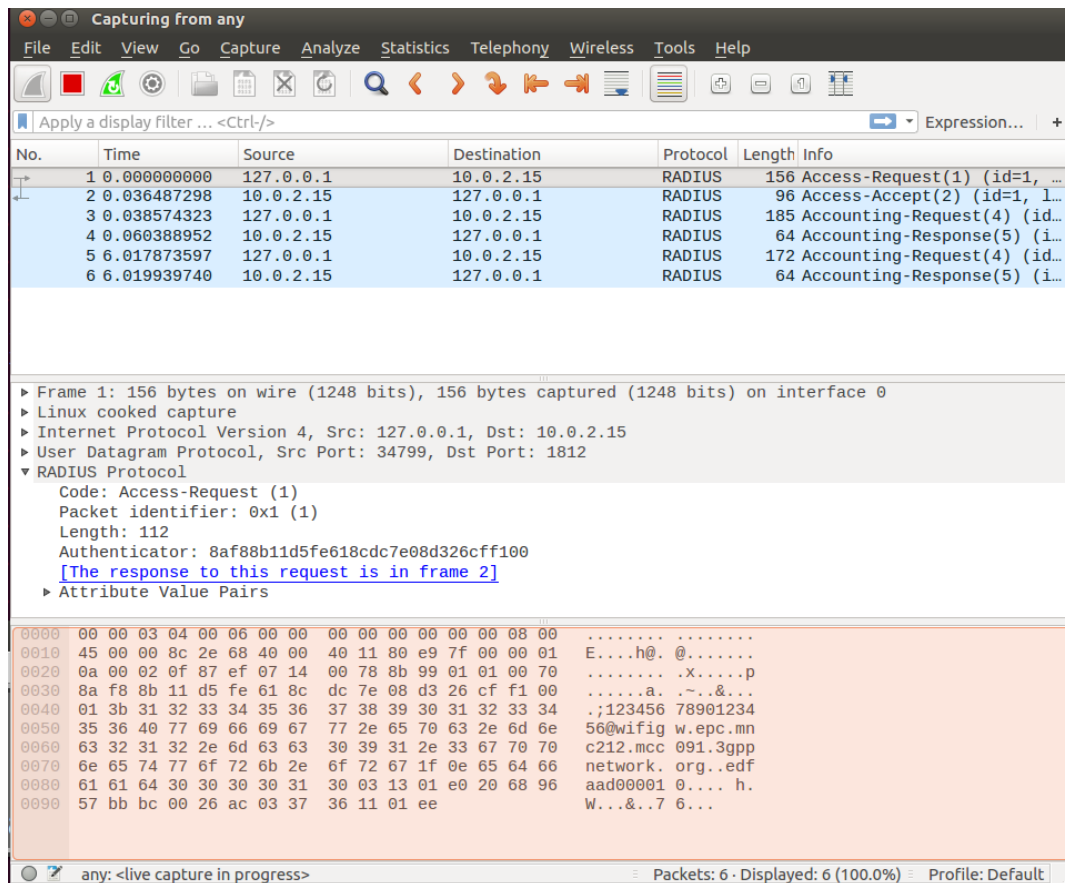 Capturing from any
File Edit View Go Capture Analyze Statistics Telephony Wireless Tools Help
Apply a display filter … <Ctrl-/> Expression… +
No. Time Source Destination Protocol Length Info
1 0.000000000 127.0.0.1 10.0.2.15 RADIUS 156 Access-Request(1) (id=1, …
2 0.036487298 10.0.2.15 127.0.0.1 RADIUS 96 Access-Accept(2) (id=1, l…
3 0.038574323 127.0.0.1 10.0.2.15 RADIUS 185 Accounting-Request(4) (id…
4 0.060388952 10.0.2.15 127.0.0.1 RADIUS 64 Accounting-Response(5) (i…
5 6.017873597 127.0.0.1 10.0.2.15 RADIUS 172 Accounting-Request(4) (id…
6 6.019939740 10.0.2.15 127.0.0.1 RADIUS 64 Accounting-Response(5) (i…
Frame 1: 156 bytes on wire (1248 bits), 156 bytes captured (1248 bits) on interface 0
Linux cooked capture
Internet Protocol Version 4, Src: 127.0.0.1, Dst: 10.0.2.15
User Datagram Protocol, Src Port: 34799, Dst Port: 1812
RADIUS Protocol
Code: Access-Request (1)
Packet identifier: 0x1 (1)
Length: 112
Authenticator: 8af88b11d5fe618cdc7e08d326cff100
[The response to this request is in frame 2]
Attribute Value Pairs
0000 00 00 03 04 00 06 00 00 00 00 00 00 00 00 08 00 ........ ........
0010 45 00 00 8c 2e 68 40 00 40 11 80 e9 7f 00 00 01 E....h@. @.......
0020 0a 00 02 0f 87 ef 07 14 00 78 8b 99 01 01 00 70 ........ .x.....p
0030 8a f8 8b 11 d5 fe 61 8c dc 7e 08 d3 26 cf f1 00 ......a. .~..&...
0040 01 3b 31 32 33 34 35 36 37 38 39 30 31 32 33 34 .;123456 78901234
0050 35 36 40 77 69 66 69 67 77 2e 65 70 63 2e 6d 6e 56@wifig w.epc.mn
0060 63 32 31 32 2e 6d 63 63 30 39 31 2e 33 67 70 70 c212.mcc 091.3gpp
0070 6e 65 74 77 6f 72 6b 2e 6f 72 67 1f 0e 65 64 66 network. org..edf
0080 61 61 64 30 30 30 30 31 30 03 13 01 e0 20 68 96 aad00001 0.... h.
0090 57 bb bc 00 26 ac 03 37 36 11 01 ee W...&..7 6...
any: <live capture in progress> Packets: 6 · Displayed: 6 (100.0%) Profile: Default